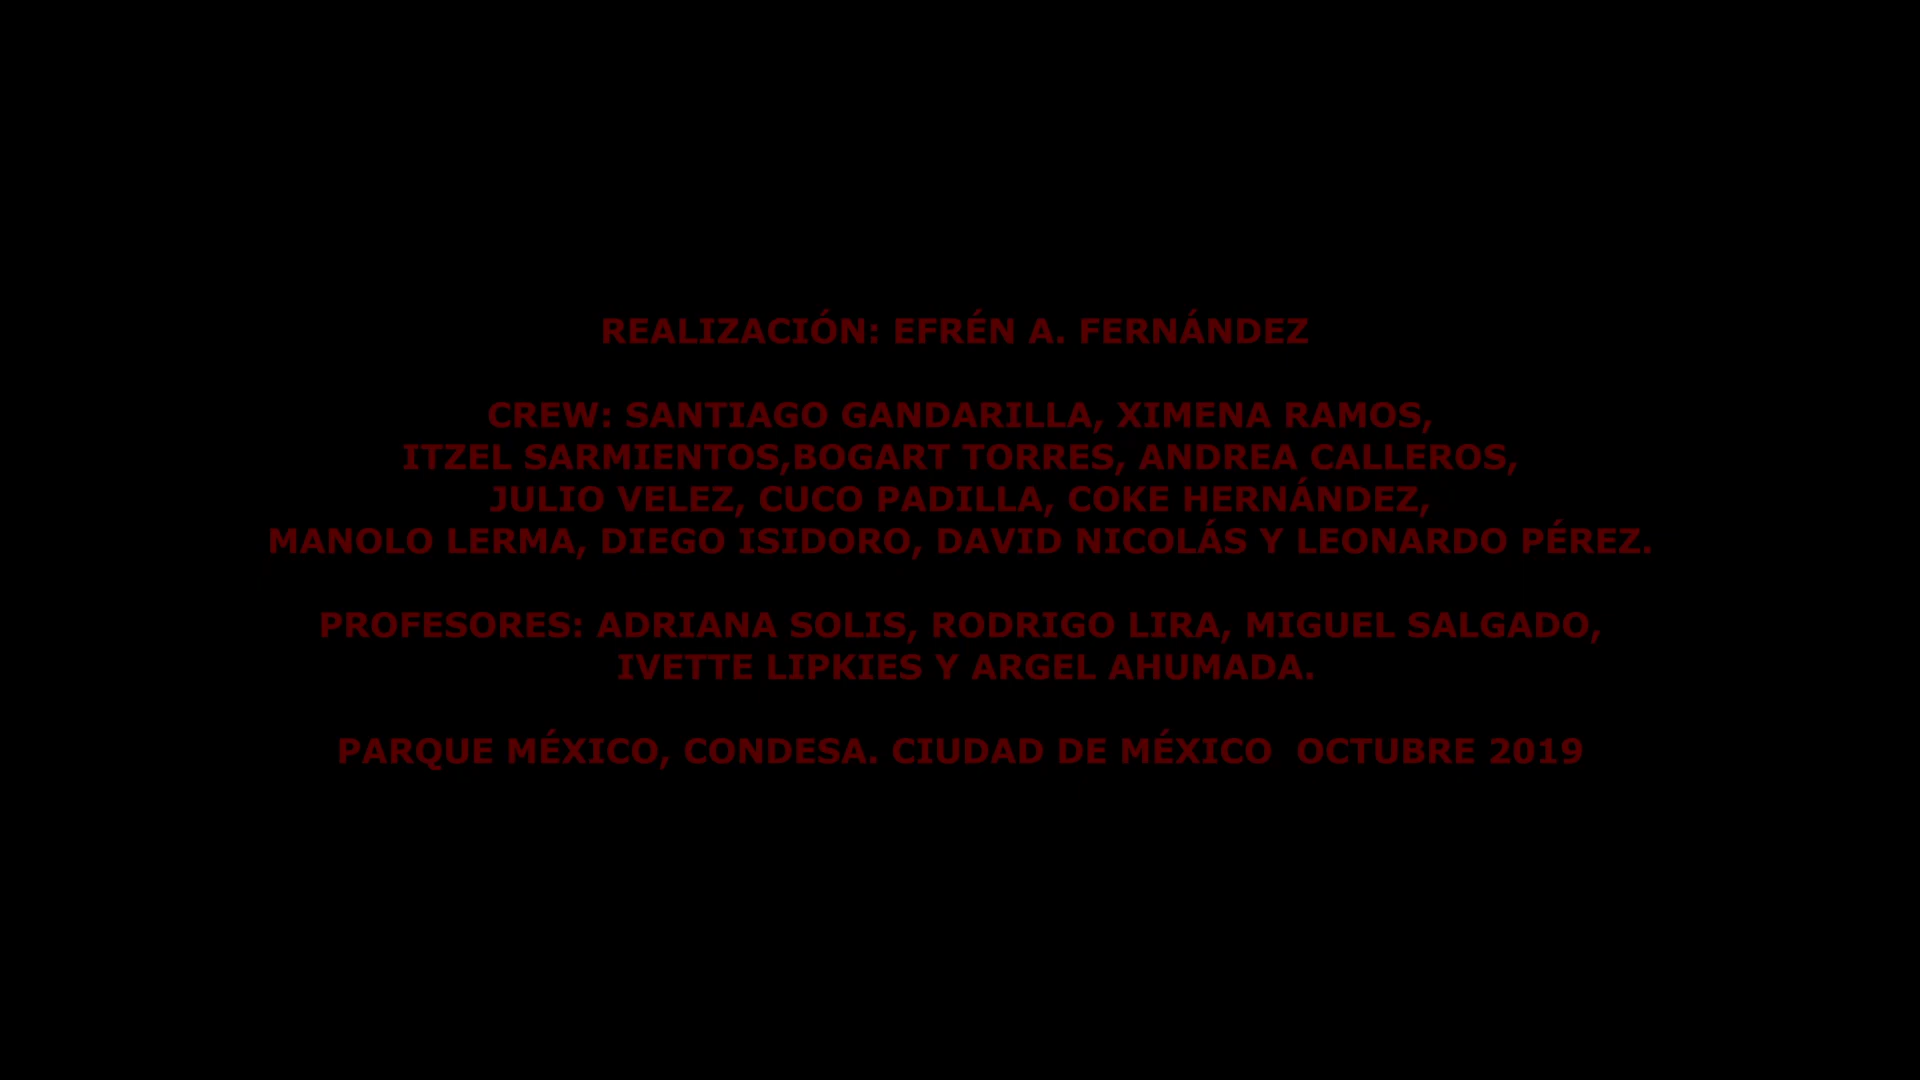 REALIZACIÓN: EFRÉN A. FERNÁNDEZ
CREW: SANTIAGO GANDARILLA, XIMENA RAMOS,
ITZEL SARMIENTOS,BOGART TORRES, ANDREA CALLEROS,
JULIO VELEZ, CUCO PADILLA, COKE HERNÁNDEZ,
MANOLO LERMA, DIEGO ISIDORO, DAVID NICOLÁS Y LEONARDO PÉREZ.
PROFESORES: ADRIANA SOLIS, RODRIGO LIRA, MIGUEL SALGADO,
IVETTE LIPKIES Y ARGEL AHUMADA.
PARQUE MÉXICO, CONDESA. CIUDAD DE MÉXICO  OCTUBRE 2019